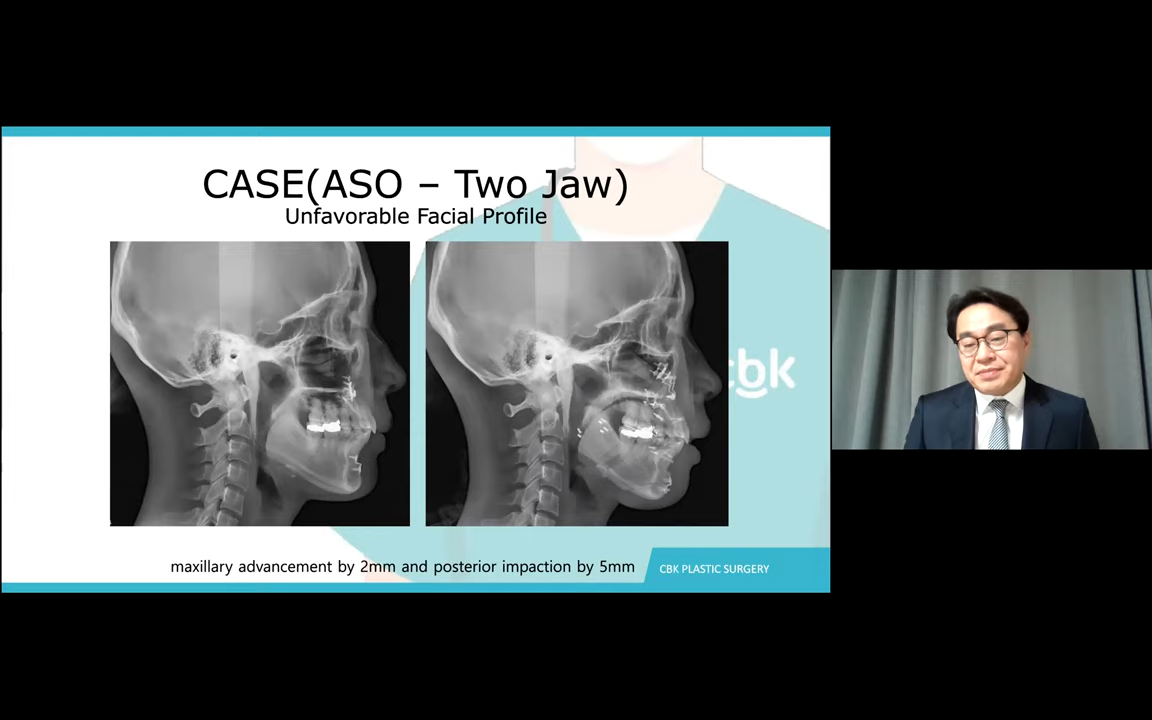 CASE(ASO – Two Jaw)
Unfavorable Facial Profile
cbk
maxillary advancement by 2mm and posterior impaction by 5mm
CBK PLASTIC SURGERY